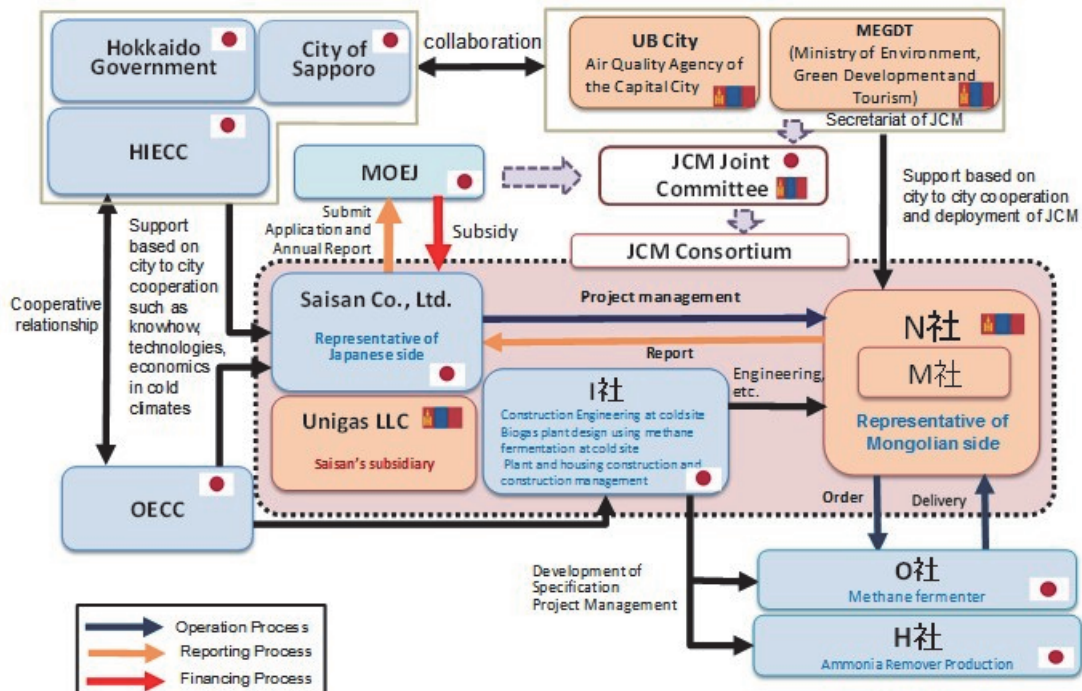 Hokkaido
Government
City of
Sapporo
HIECC
collaboration
UB City
Air Quality Agency of
the Capital City
MEGDT
(Ministry of Environment,
Green Development and
Tourism)
Secretariat of JCM
MOEJ
JCM Joint
Committee
JCM Consortium
Submit
Application and
Annual Report
Subsidy
Support based on
city to city cooperation
and deployment of JCM
Cooperative
relationship
Support
based on
city to city
cooperation
such as
knowhow,
technologies,
economics
in cold
climates
Saisan Co., Ltd.
Representative of
Japanese side
Project management
Report
Unigas LLC
Saisan's subsidiary
I社
Construction Engineering at cold site
Biogas plant design using methane
fermentation at cold site
Plant and housing construction and
construction management
Engineering,
etc.
N社
M社
Representative of
Mongolian side
OECC
Order
Delivery
Development of
Specification
Project Management
O社
Methane fermenter
H社
Ammonia Remover Production
Operation Process
Reporting Process
Financing Process